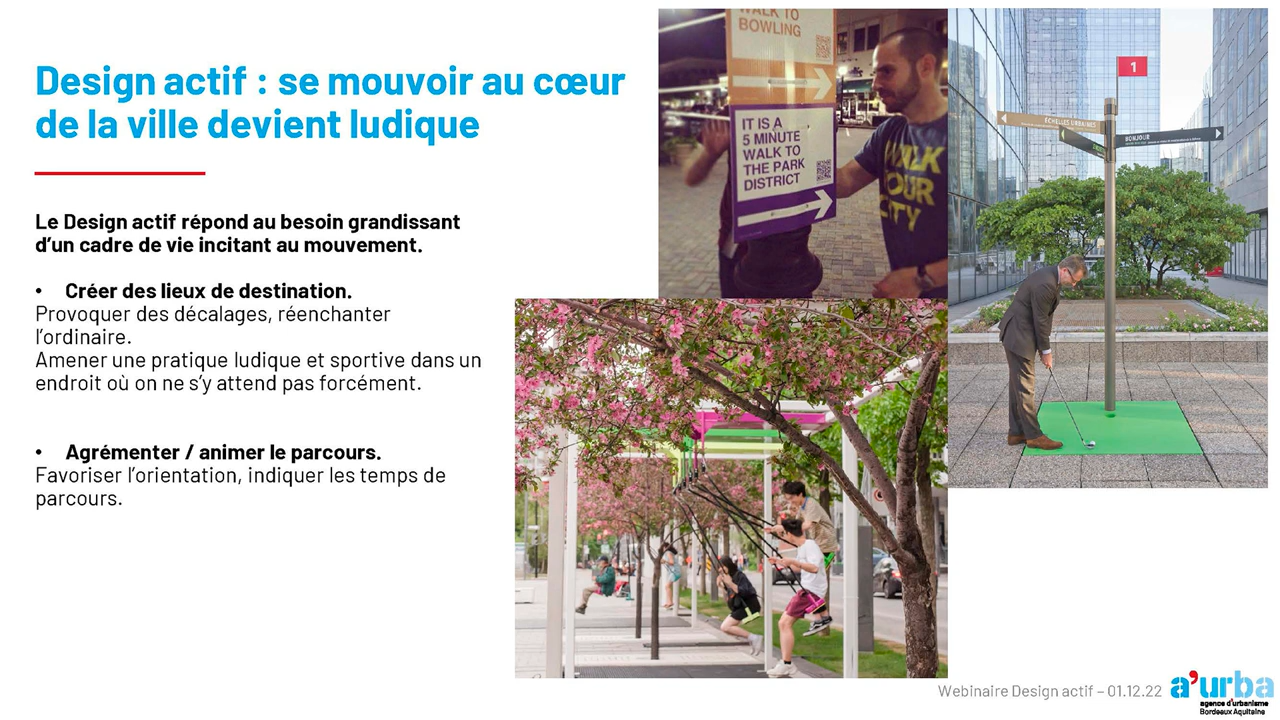 Design actif : se mouvoir au cœur
de la ville devient ludique
Le Design actif répond au besoin grandissant
d'un cadre de vie incitant au mouvement.
• Créer des lieux de destination.
Provoquer des décalages, réenchanter
l'ordinaire.
Amener une pratique ludique et sportive dans un
endroit où on ne s'y attend pas forcément.
• Agrémenter / animer le parcours.
Favoriser l'orientation, indiquer les temps de
parcours.
WALK TO
BOWLING
IT IS A
5 MINUTE
WALK TO
THE PARK
DISTRICT
WALK
YOUR
CITY
1
ÉCHELLES URBAINES
BONJOUR
Webinaire Design actif – 01.12.22
a'urba
agence d'urbanisme
Bordeaux Aquitaine